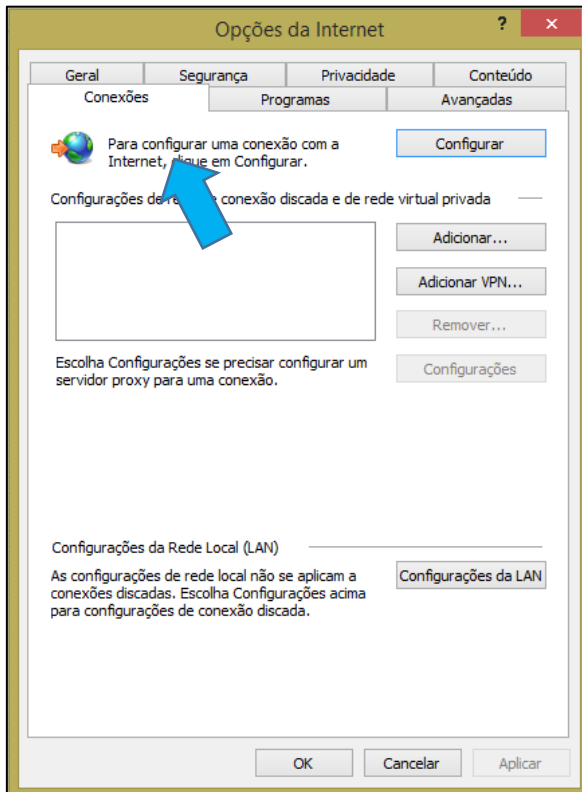 Opções da Internet
?
Geral Segurança Privacidade Conteúdo
Conexões Programas Avançadas
Para configurar uma conexão com a
Internet, clique em Configurar.
Configurar
Configurações de rede e conexão discada e de rede virtual privada
Adicionar...
Adicionar VPN...
Remover...
Escolha Configurações se precisar configurar um
servidor proxy para uma conexão.
Configurações
Configurações da Rede Local (LAN)
As configurações de rede local não se aplicam a
conexões discadas. Escolha Configurações acima
para configurações de conexão discada.
Configurações da LAN
OK Cancelar Aplicar